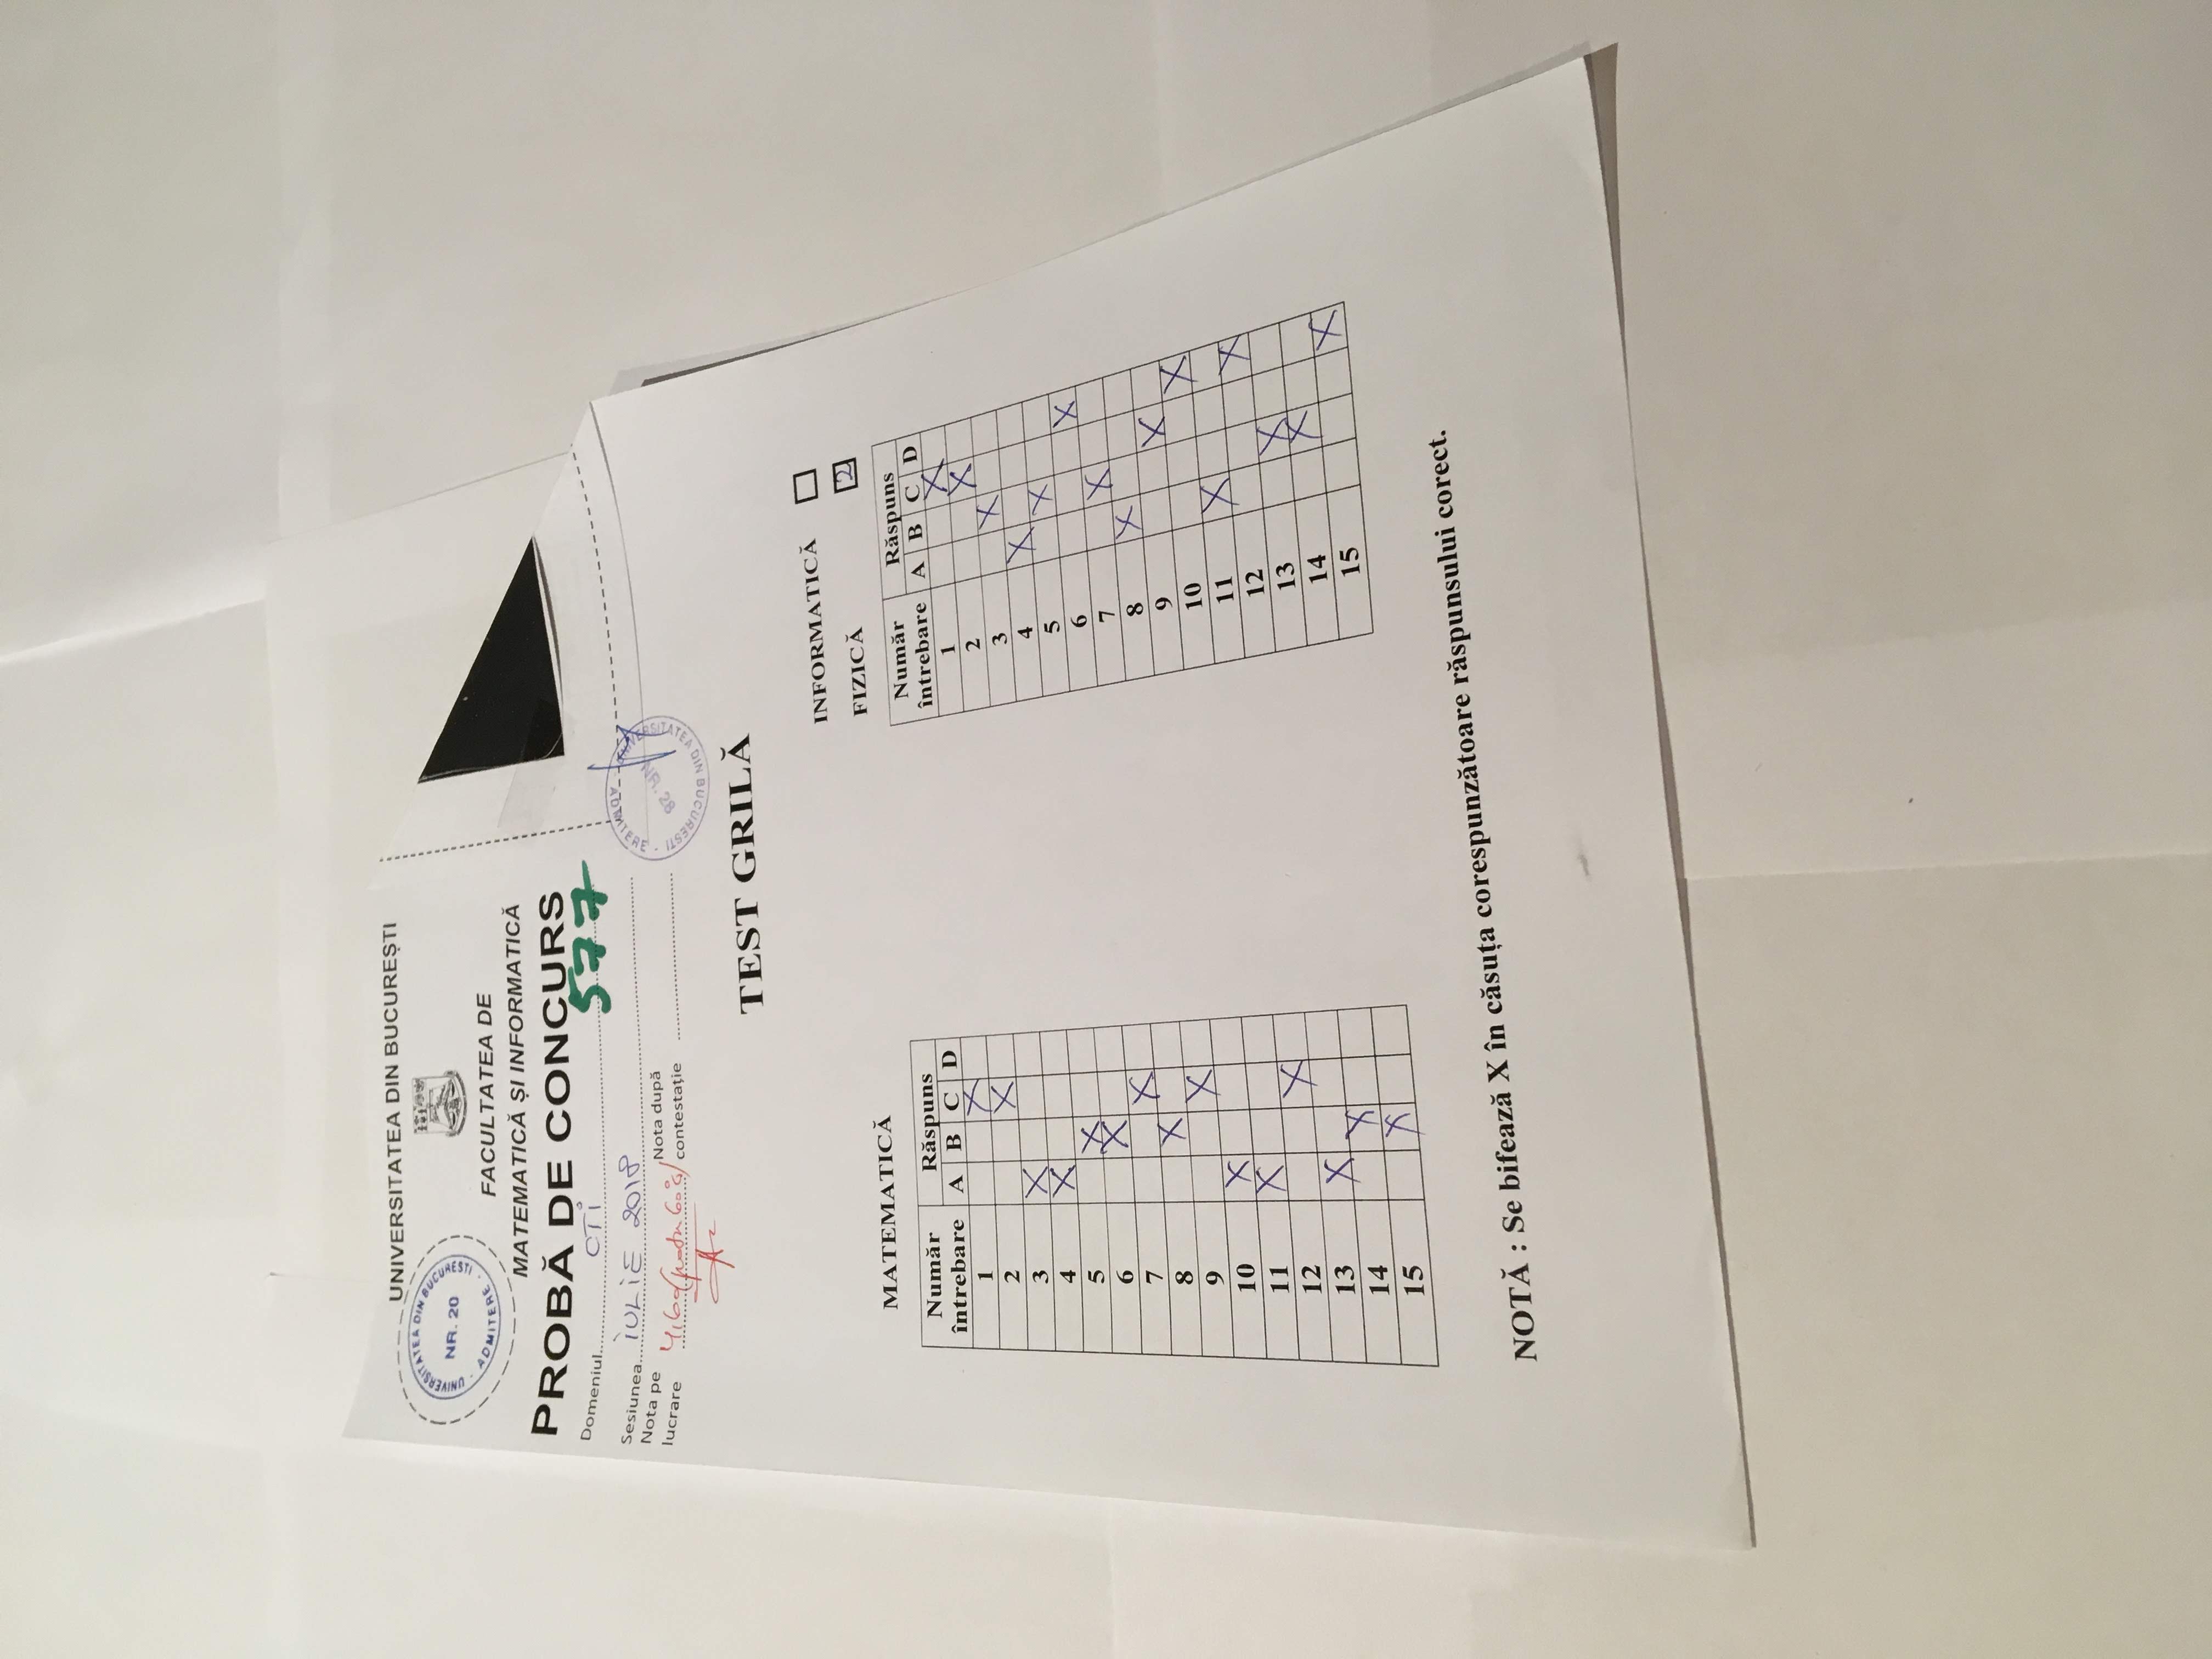 UNIVERSITATEA DIN BUCUREȘTI
UNIVERSITATEA DIN BUCUREȘTI
NR. 20
ADMITERE
FACULTATEA DE
MATEMATICĂ ȘI INFORMATICĂ
PROBĂ DE CONCURS
577
Domeniul CTi
Sesiunea iULiE 2018
Nota pe lucrare 4,60
Nota după contestație
UNIVERSITATEA DIN BUCUREȘTI
NR. 28
ADMITERE
TEST GRILĂ
INFORMATICĂ
FIZICĂ 2
MATEMATICĂ
Număr întrebare Răspuns
A B C D
1 X
2 X
3 X
4 X
5 X
6 X
7 X
8 X
9 X
10 X
11 X
12 X
13 X
14 X
15 X
Număr întrebare Răspuns
A B C D
1 X
2 X
3 X
4 X
5 X
6 X
7 X
8 X
9 X
10 X
11 X
12 X
13 X
14 X
15 X
NOTĂ : Se bifează X în căsuța corespunzătoare răspunsului corect.